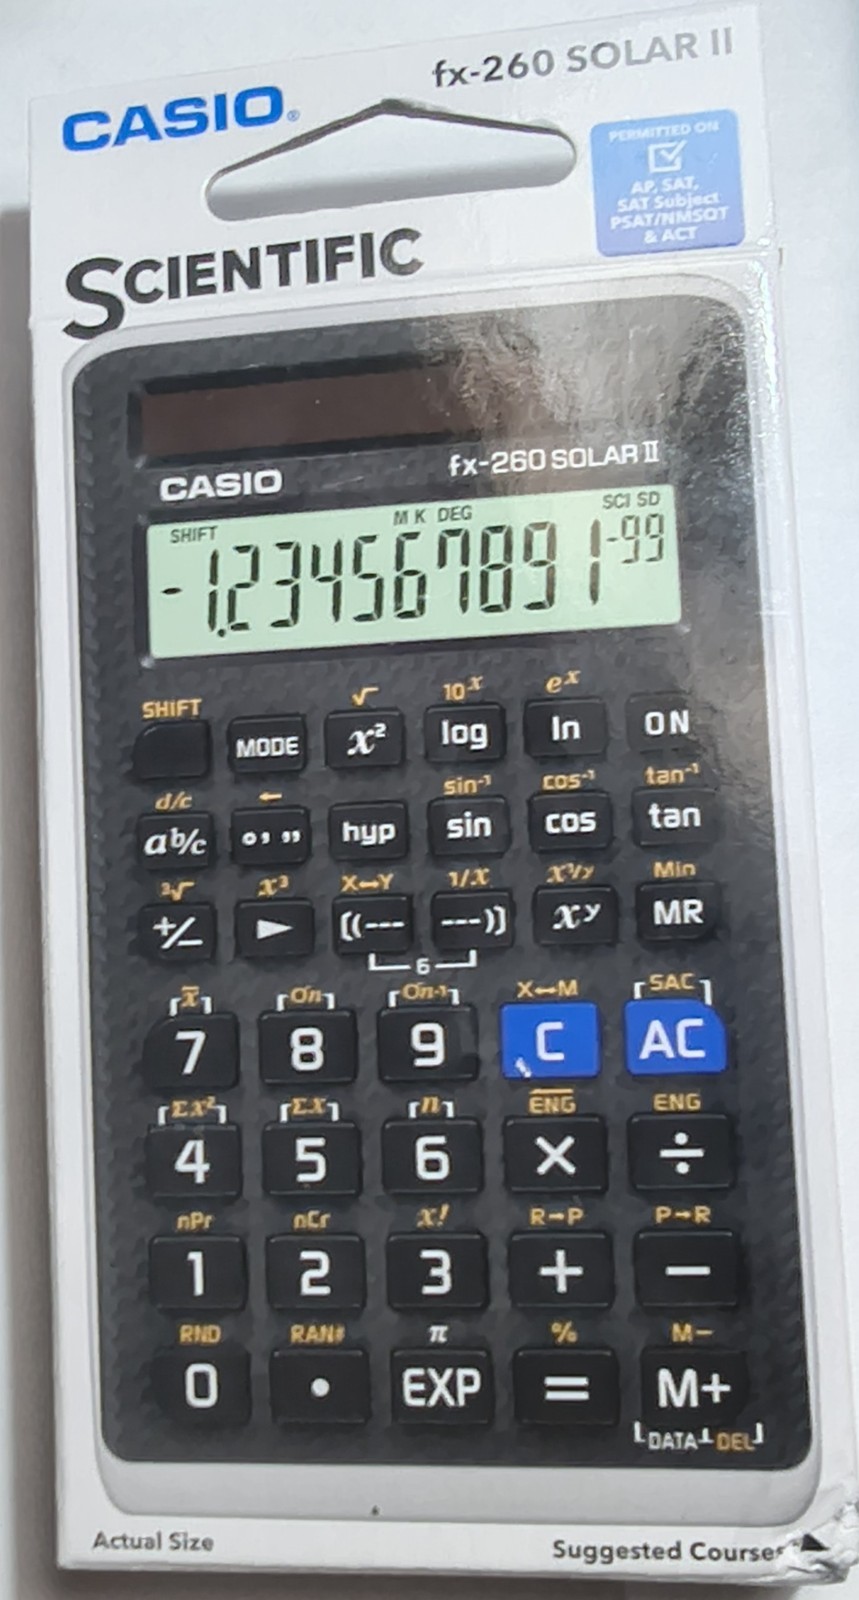 fx-260 SOLAR II
CASIO®
PERMITTED ON
AP, SAT,
SAT Subject
PSAT/NMSQT
& ACT
SCIENTIFIC
CASIO fx-260 SOLAR II
SHIFT M K DEG SCI SD
-1.234567891-99
SHIFT √ 10ˣ eˣ
MODE x² log ln ON
d/c ← sin⁻¹ cos⁻¹ tan⁻¹
ab/c °’ ” hyp sin cos tan
³√ x³ X↔Y 1/x x¹/y Min
+/− ▶ [(--- ---)] xʸ MR
6
x̄ σn σn-1 X↔M SAC
7 8 9 C AC
Σx² Σx n ENG ENG
4 5 6 × ÷
nPr nCr x! R→P P→R
1 2 3 + −
RND RAN# π % M−
0 • EXP = M+
DATA DEL
Actual Size
Suggested Courses